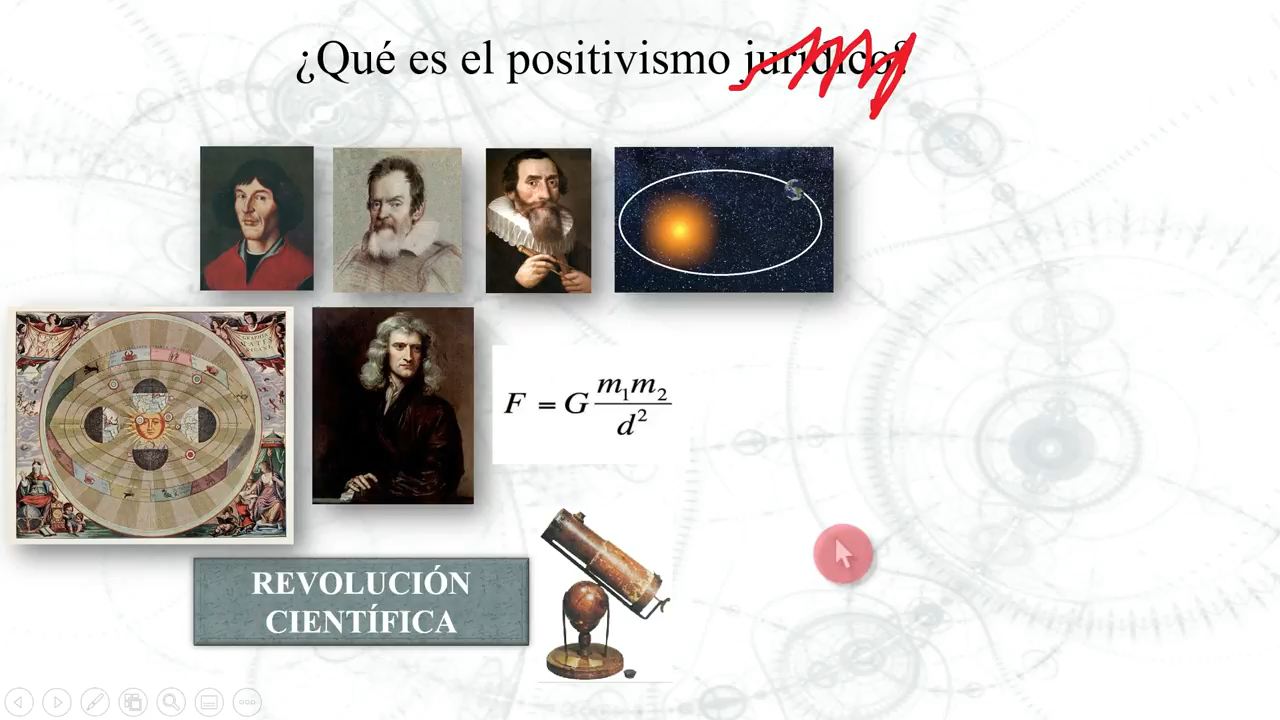 ¿Qué es el positivismo jurídico?
F = G m₁m₂ / d²
REVOLUCIÓN
CIENTÍFICA